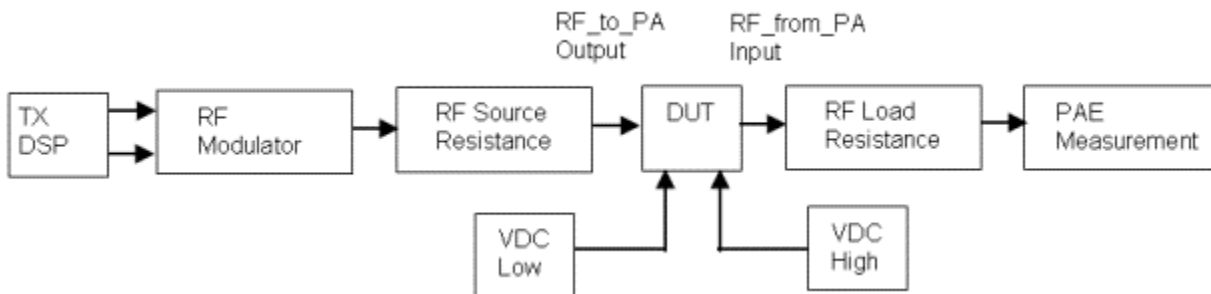 RF_to_PA
Output
RF_from_PA
Input
TX
DSP
RF
Modulator
RF Source
Resistance
DUT
RF Load
Resistance
PAE
Measurement
VDC
Low
VDC
High